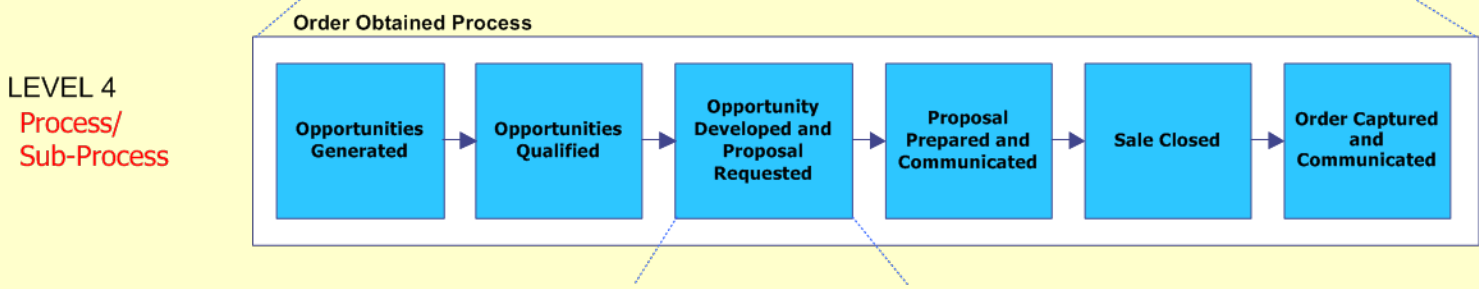 Order Obtained Process
LEVEL 4
Process/
Sub-Process
Opportunities
Generated
Opportunities
Qualified
Opportunity
Developed and
Proposal
Requested
Proposal
Prepared and
Communicated
Sale Closed
Order Captured
and
Communicated